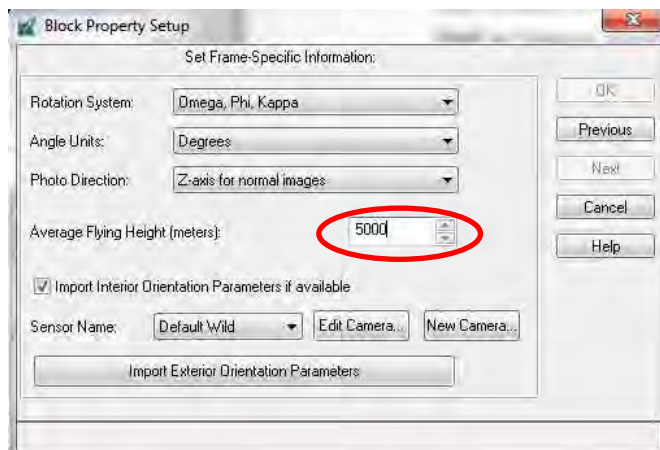 Block Property Setup
Set Frame-Specific Information:
Rotation System: Omega, Phi, Kappa
OK
Angle Units: Degrees
Previous
Photo Direction: Z-axis for normal images
Next
Cancel
Average Flying Height (meters): 5000
Help
Import Interior Orientation Parameters if available
Sensor Name: Default Wild Edit Camera... New Camera...
Import Exterior Orientation Parameters